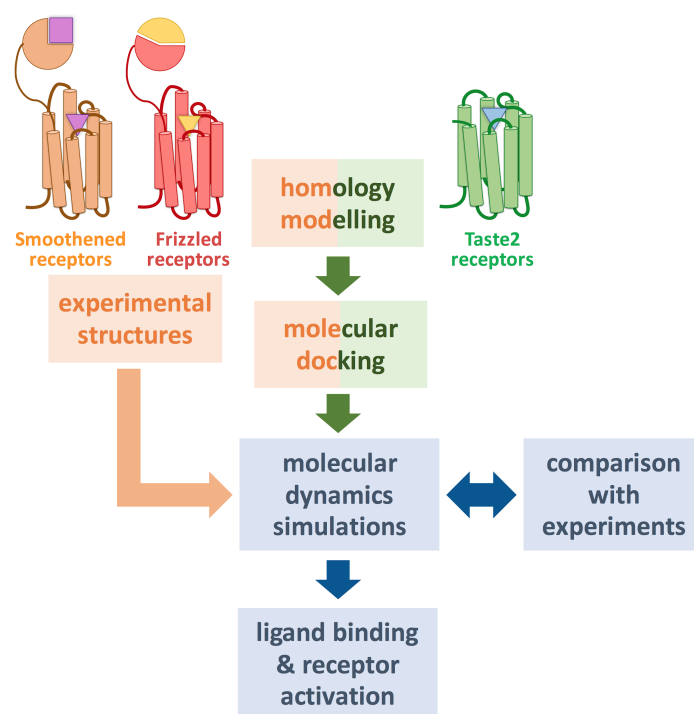 Smoothened
receptors
Frizzled
receptors
homology
modelling
Taste2
receptors
experimental
structures
molecular
docking
molecular
dynamics
simulations
comparison
with
experiments
ligand binding
& receptor
activation